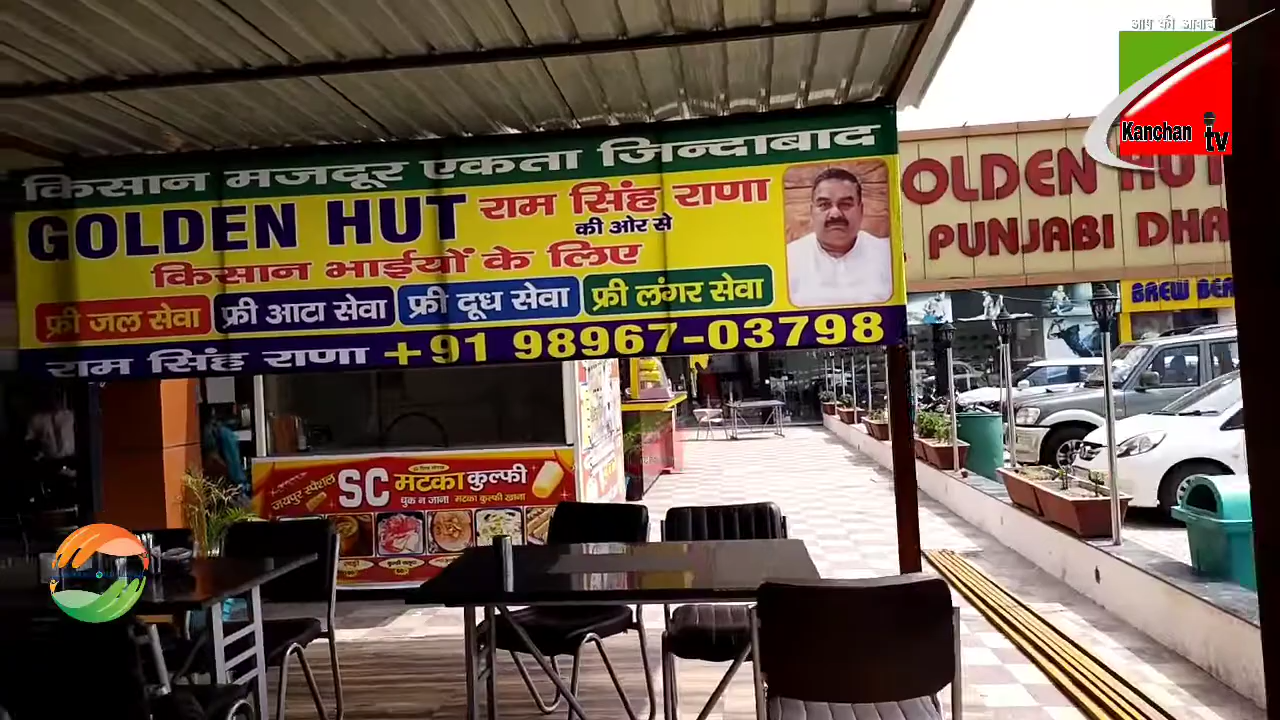 आप की आवाज
Kanchan
tv
किसान मजदूर एकता जिन्दाबाद
GOLDEN HUT राम सिंह राणा
की ओर से
किसान भाईयों के लिए
फ्री जल सेवा फ्री आटा सेवा फ्री दूध सेवा फ्री लंगर सेवा
राम सिंह राणा +91 98967-03798
OLDEN HUT
PUNJABI DHA
BREW BE
जयपुर स्पेशल
SC मटका कुल्फी
चुक न जाना मटका कुल्फी खाना